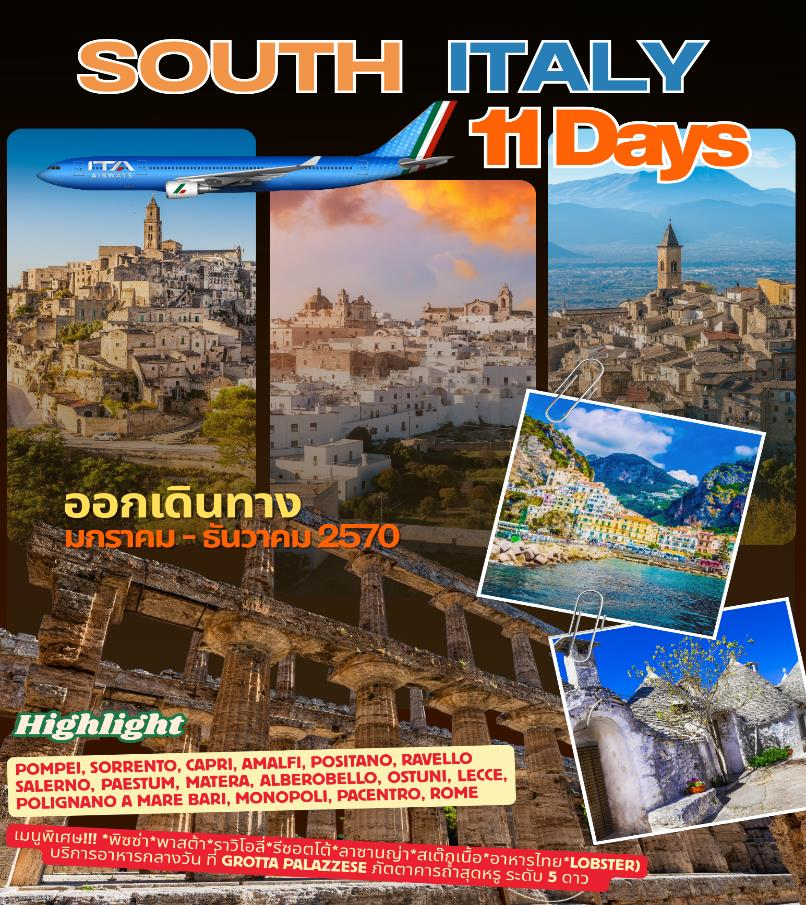 SOUTH ITALY
11 Days
ITA
AIRWAYS
ออกเดินทาง
มกราคม - ธันวาคม 2570
Highlight
POMPEI, SORRENTO, CAPRI, AMALFI, POSITANO, RAVELLO
SALERNO, PAESTUM, MATERA, ALBEROBELLO, OSTUNI, LECCE,
POLIGNANO A MARE BARI, MONOPOLI, PACENTRO, ROME
เมนูพิเศษ!!! *พิซซ่า*พาสต้า*ราวิโอลี่*รีซอตโต้*ลาซานญ่า*สเต๊กเนื้อ*อาหารไทย*LOBSTER)
บริการอาหารกลางวัน ที่ GROTTA PALAZZESE ภัตตาคารถ้ำสุดหรู ระดับ 5 ดาว